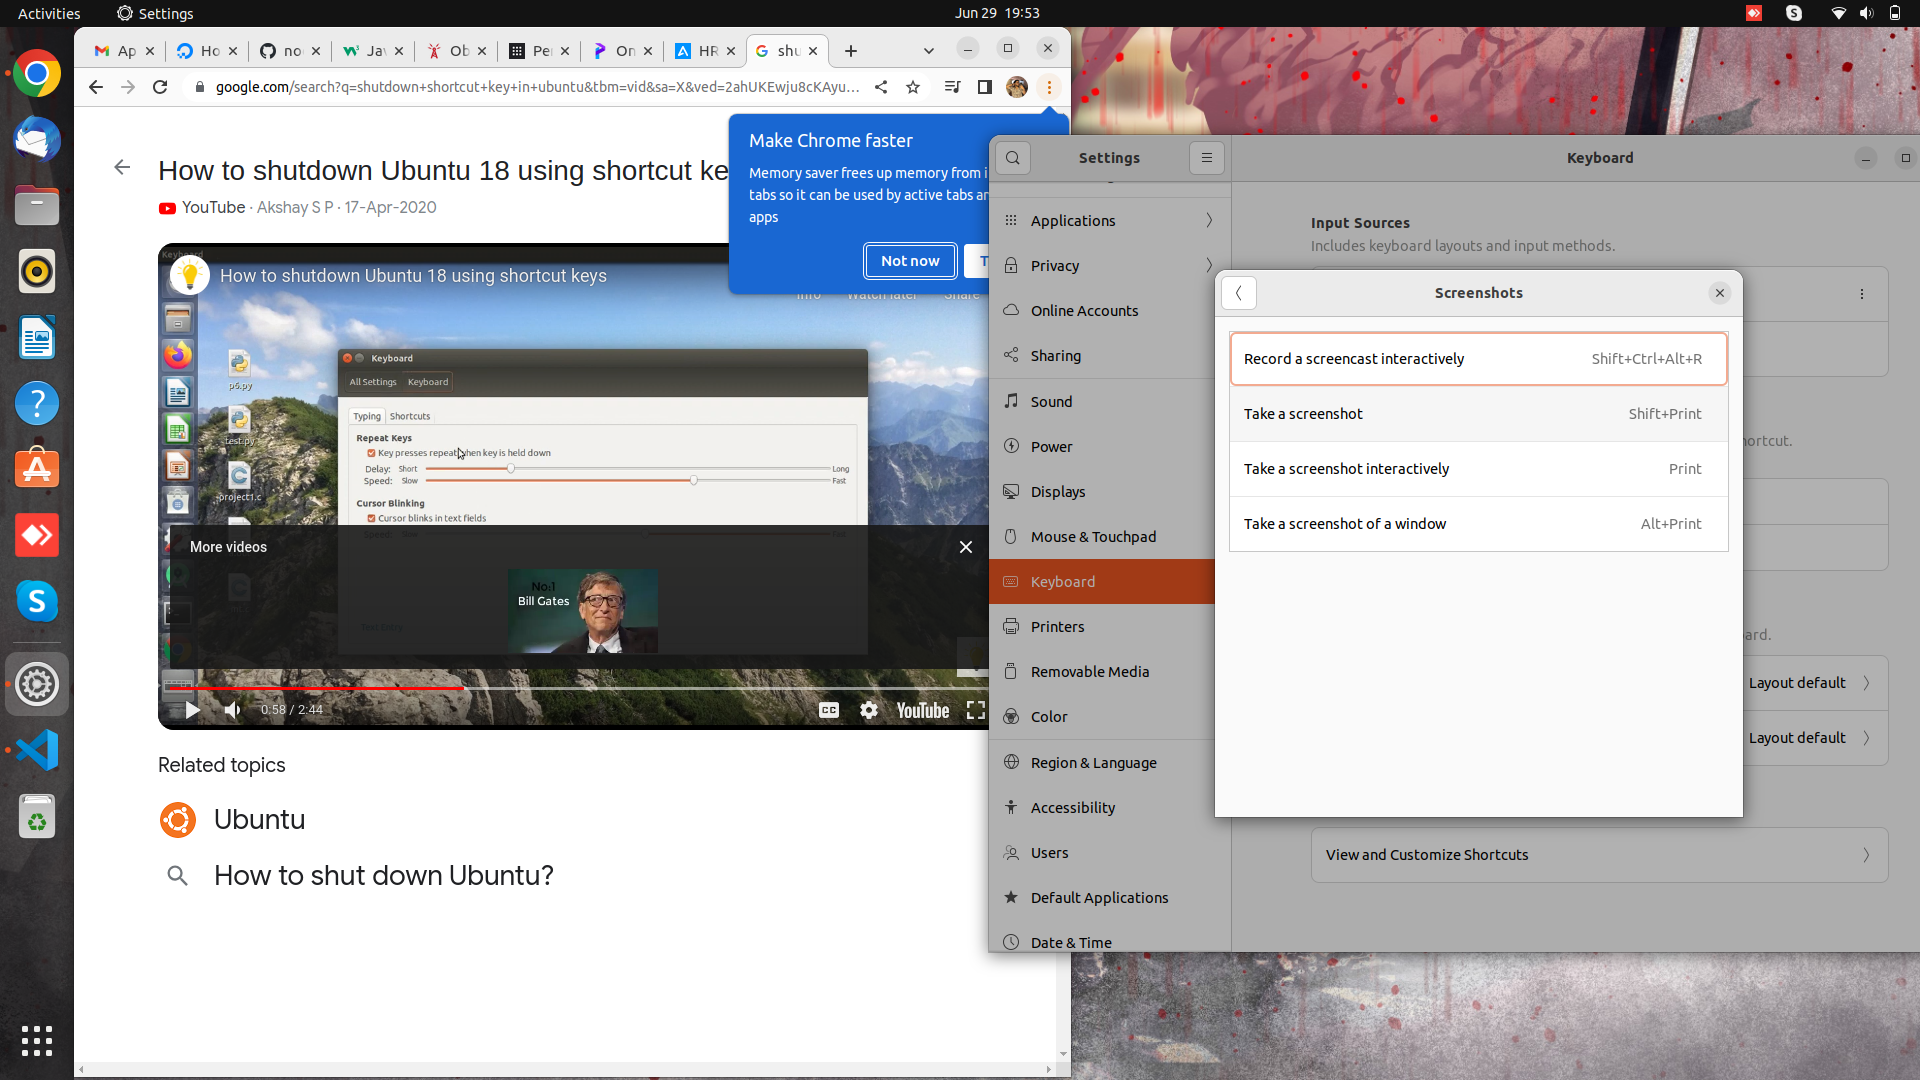 Activities
Settings
Jun 29 19:53
Ap
Ho
no
Jav
Ob
Per
On
HR
shu
google.com/search?q=shutdown+shortcut+key+in+ubuntu&tbm=vid&sa=X&ved=2ahUKEwju8cKAyu...
How to shutdown Ubuntu 18 using shortcut ke
YouTube · Akshay S P · 17-Apr-2020
Make Chrome faster
Memory saver frees up memory from i
tabs so it can be used by active tabs an
apps
Not now
T
Keyboard
How to shutdown Ubuntu 18 using shortcut keys
Info
Watch later
Share
p6.py
test.py
project1.c
Keyboard
All Settings
Keyboard
Typing
Shortcuts
Repeat Keys
Key presses repeat when key is held down
Delay:
Short
Long
Speed:
Slow
Fast
Cursor Blinking
Cursor blinks in text fields
More videos
No:1
Bill Gates
0:58 / 2:44
CC
YouTube
Related topics
Ubuntu
How to shut down Ubuntu?
Settings
Applications
Privacy
Online Accounts
Sharing
Sound
Power
Displays
Mouse & Touchpad
Keyboard
Printers
Removable Media
Color
Region & Language
Accessibility
Users
Default Applications
Date & Time
Keyboard
Input Sources
Includes keyboard layouts and input methods.
Screenshots
Record a screencast interactively
Shift+Ctrl+Alt+R
Take a screenshot
Shift+Print
Take a screenshot interactively
Print
Take a screenshot of a window
Alt+Print
hortcut.
ard.
Layout default
Layout default
View and Customize Shortcuts